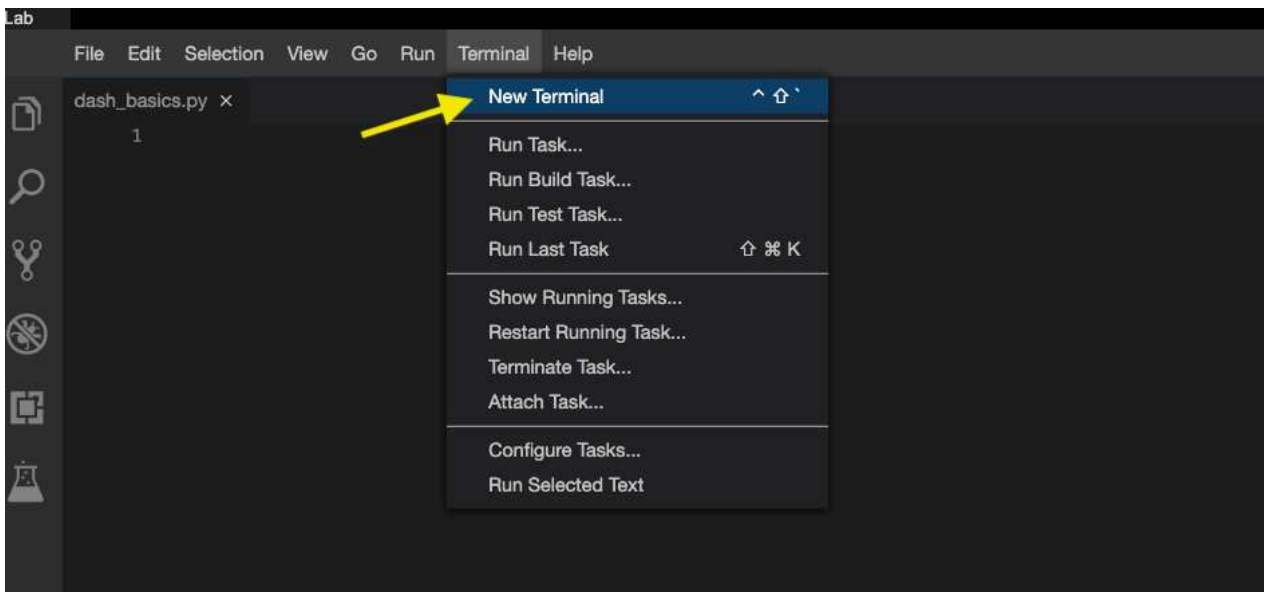 Lab
File Edit Selection View Go Run Terminal Help
dash_basics.py ×
1
New Terminal ^ ⇧ `
Run Task...
Run Build Task...
Run Test Task...
Run Last Task ⇧ ⌘ K
Show Running Tasks...
Restart Running Task...
Terminate Task...
Attach Task...
Configure Tasks...
Run Selected Text